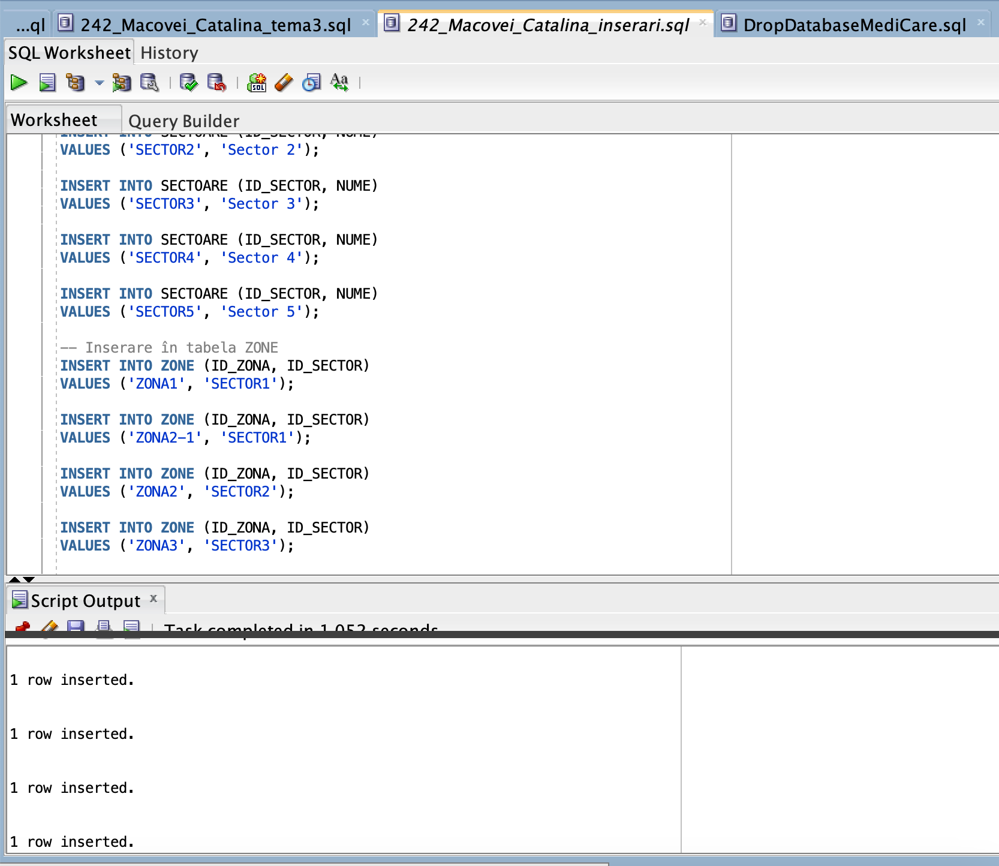 ...ql
242_Macovei_Catalina_tema3.sql
242_Macovei_Catalina_inserari.sql
DropDatabaseMediCare.sql
SQL Worksheet History
Worksheet Query Builder
INSERT INTO SECTOARE (ID_SECTOR, NUME)
VALUES ('SECTOR2', 'Sector 2');
INSERT INTO SECTOARE (ID_SECTOR, NUME)
VALUES ('SECTOR3', 'Sector 3');
INSERT INTO SECTOARE (ID_SECTOR, NUME)
VALUES ('SECTOR4', 'Sector 4');
INSERT INTO SECTOARE (ID_SECTOR, NUME)
VALUES ('SECTOR5', 'Sector 5');
-- Inserare în tabela ZONE
INSERT INTO ZONE (ID_ZONA, ID_SECTOR)
VALUES ('ZONA1', 'SECTOR1');
INSERT INTO ZONE (ID_ZONA, ID_SECTOR)
VALUES ('ZONA2-1', 'SECTOR1');
INSERT INTO ZONE (ID_ZONA, ID_SECTOR)
VALUES ('ZONA2', 'SECTOR2');
INSERT INTO ZONE (ID_ZONA, ID_SECTOR)
VALUES ('ZONA3', 'SECTOR3');
Script Output
Task completed in 1.052 seconds
1 row inserted.
1 row inserted.
1 row inserted.
1 row inserted.